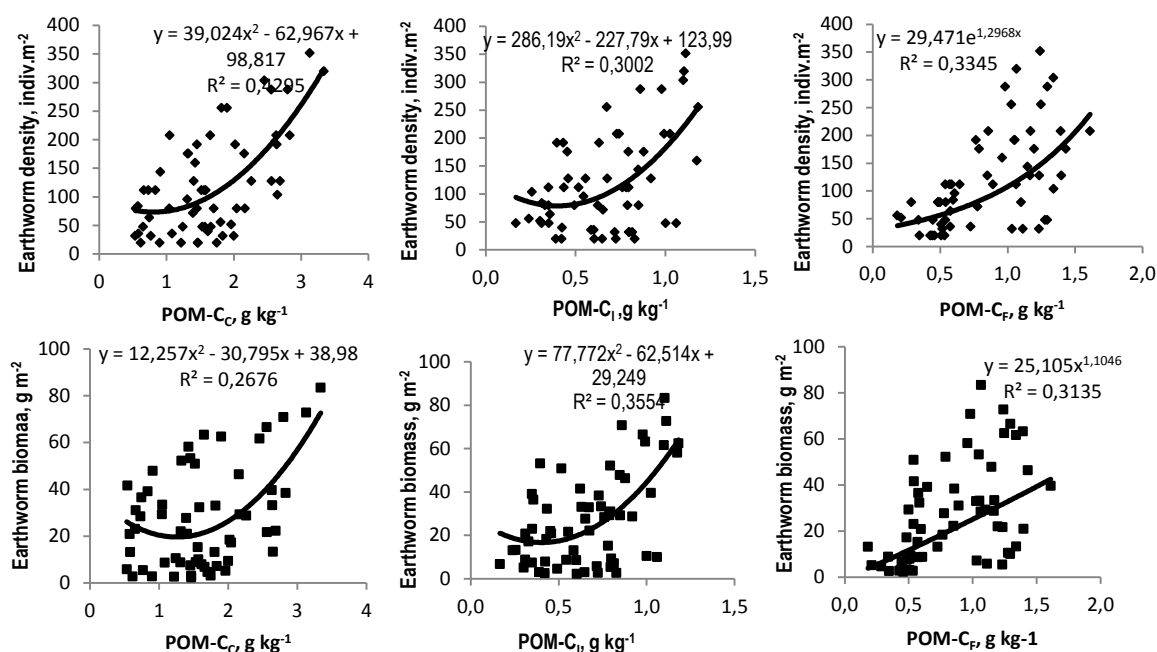 y = 39,024x² - 62,967x +
98,817
R² = 0,4295
Earthworm density, indiv.m⁻²
400
350
300
250
200
150
100
50
0
0 1 2 3 4
POM-C_C, g kg⁻¹
y = 286,19x² - 227,79x + 123,99
R² = 0,3002
Earthworm density, indiv.m⁻²
400
350
300
250
200
150
100
50
0
0,0 0,5 1,0 1,5
POM-C_I ,g kg⁻¹
y = 29,471e^1,2968x
R² = 0,3345
Earthworm density, indiv.m⁻²
400
350
300
250
200
150
100
50
0
0,0 0,5 1,0 1,5 2,0
POM-C_F, g kg⁻¹
y = 12,257x² - 30,795x + 38,98
R² = 0,2676
Earthworm biomaa, g m⁻²
100
80
60
40
20
0
0 1 2 3 4
POM-C_C, g kg⁻¹
y = 77,772x² - 62,514x +
29,249
R² = 0,3554
Earthworm biomass, g m⁻²
100
80
60
40
20
0
0,0 0,5 1,0 1,5
POM-C_I, g kg⁻¹
y = 25,105x^1,1046
R² = 0,3135
Earthworm biomass, g m⁻²
100
80
60
40
20
0
0,0 0,5 1,0 1,5 2,0
POM-C_F, g kg-1